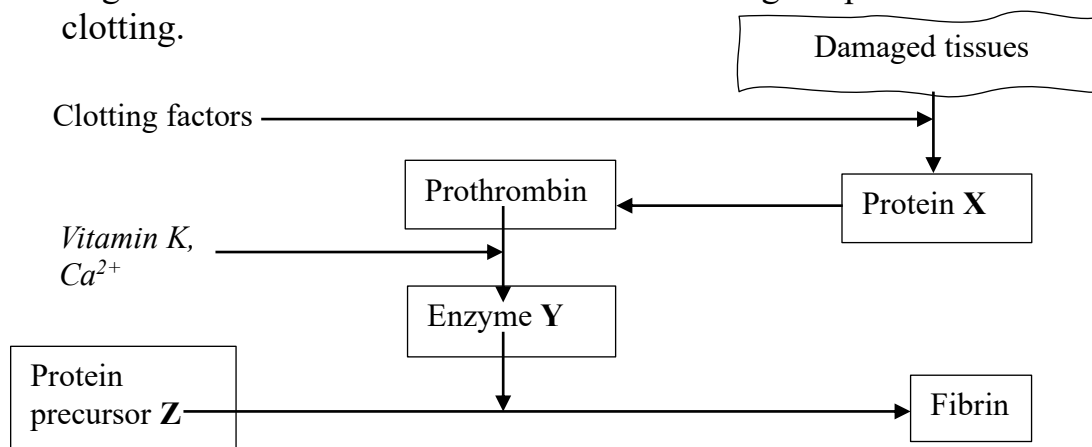 clotting.
Damaged tissues
Clotting factors
Prothrombin
Protein X
Vitamin K,
Ca²⁺
Enzyme Y
Protein
precursor Z
Fibrin